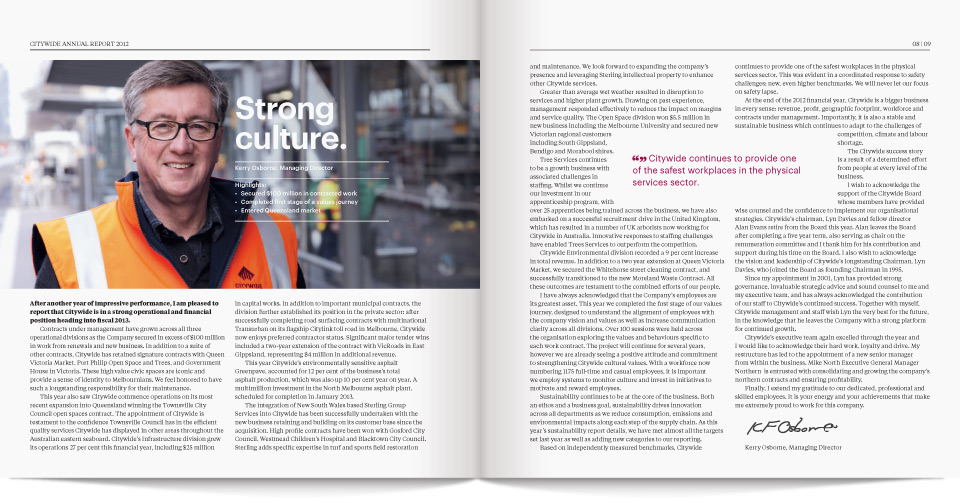 CITYWIDE ANNUAL REPORT 2012
08 | 09
Strong
culture.
Kerry Osborne, Managing Director
Highlights:
• Secured $100 million in contracted work
• Completed first stage of a values journey
• Entered Queensland market
After another year of impressive performance, I am pleased to
report that Citywide is in a strong operational and financial
position heading into fiscal 2013.
Contracts under management have grown across all three
operational divisions as the Company secured in excess of $100 million
in work from renewals and new business. In addition to a suite of
other contracts, Citywide has retained signature contracts with Queen
Victoria Market, Port Philip Open Space and Trees, and Government
House in Victoria. These high value civic spaces are iconic and
provide a sense of identity to Melburnians. We feel honored to have
such a longstanding responsibility for their maintenance.
This year also saw Citywide commence operations in its most
recent expansion into Queensland winning the Townsville City
Council open spaces contract. The appointment of Citywide is
testament to the confidence Townsville Council has in the efficient
quality services Citywide has displayed in other areas throughout the
Australian eastern seaboard. Citywide's Infrastructure division grew
its operations 27 per cent this financial year, including $25 million
in capital works. In addition to important municipal contracts, the
division further established its position in the private sector: after
successfully completing road surfacing contracts with multinational
Transurban on its flagship Citylink toll road in Melbourne, Citywide
now enjoys preferred contractor status. Significant major tender wins
included a two-year extension of the contract with Vicroads in East
Gippsland, representing $4 million in additional revenue.
This year Citywide's environmentally sensitive asphalt
Greenpave, accounted for 12 per cent of the business's total
asphalt production, which was also up 10 per cent year on year. A
multimillion investment in the North Melbourne asphalt plant,
scheduled for completion in January 2013.
The integration of New South Wales based Sterling Group
Services into Citywide has been successfully undertaken with the
new business retaining and building on its customer base since the
acquisition. High profile contracts have been won with Gosford City
Council, Westmead Children's Hospital and Blacktown City Council.
Sterling adds specific expertise in turf and sports field restoration
and maintenance. We look forward to expanding the company's
presence and leveraging Sterling intellectual property to enhance
other Citywide services.
Greater than average wet weather resulted in disruption to
services and higher plant growth. Drawing on past experience,
management responded effectively to reduce the impact on margins
and service quality. The Open Space division won $5.5 million in
new business including the Melbourne University and secured new
Victorian regional customers
including South Gippsland,
Bendigo and Moorabool shires.
Tree Services continues
to be a growth business with
associated challenges in
staffing. Whilst we continue
our investment in our
apprenticeship program, with
over 25 apprentices being trained across the business, we have also
embarked on a successful recruitment drive in the United Kingdom,
which has resulted in a number of UK arborists now working for
Citywide in Australia. Innovative responses to staffing challenges
have enabled Trees Services to outperform the competition.
Citywide Environmental division recorded a 9 per cent increase
in total revenue. In addition to a two year extension at Queen Victoria
Market, we secured the Whitehorse street cleaning contract, and
successfully transitioned to the new Moreland Waste Contract. All
these outcomes are testament to the combined efforts of our people.
I have always acknowledged that the Company's employees are
its greatest asset. This year we completed the first stage of our values
journey, designed to understand the alignment of employees with
the company vision and values as well as increase communication
clarity across all divisions. Over 100 sessions were held across
the organisation exploring the values and behaviours specific to
each work contract. The project will continue for several years,
however we are already seeing a positive attitude and commitment
to strengthening Citywide cultural values. With a workforce now
numbering 1175 full-time and casual employees, it is important
we employ systems to monitor culture and invest in initiatives to
motivate and reward employees.
Sustainability continues to be at the core of the business. Both
an ethos and a business goal, sustainability drives innovation
across all departments as we reduce consumption, emissions and
environmental impacts along each step of the supply chain. As this
year's sustainability report details, we have met almost all the targets
set last year as well as adding new categories to our reporting.
Based on independently measured benchmarks, Citywide
“” Citywide continues to provide one
of the safest workplaces in the physical
services sector.
continues to provide one of the safest workplaces in the physical
services sector. This was evident in a coordinated response to safety
challenges; new, even higher benchmarks. We will never let our focus
on safety lapse.
At the end of the 2012 financial year, Citywide is a bigger business
in every sense: revenue, profit, geographic footprint, workforce and
contracts under management. Importantly, it is also a stable and
sustainable business which continues to adapt to the challenges of
competition, climate and labour
shortage.
The Citywide success story
is a result of a determined effort
from people at every level of the
business.
I wish to acknowledge the
support of the Citywide Board
whose members have provided
wise counsel and the confidence to implement our organisational
strategies. Citywide's chairman, Lyn Davies and fellow director
Alan Evans retire from the Board this year. Alan leaves the Board
after completing a five year term, also serving as chair on the
remuneration committee and I thank him for his contribution and
support during his time on the Board. I also wish to acknowledge
the vision and leadership of Citywide's longstanding Chairman, Lyn
Davies, who joined the Board as founding Chairman in 1995.
Since my appointment in 2001, Lyn has provided strong
governance, invaluable strategic advice and sound counsel to me and
my executive team, and has always acknowledged the contribution
of our staff to Citywide's continued success. Together with myself,
Citywide management and staff wish Lyn the very best for the future,
in the knowledge that he leaves the Company with a strong platform
for continued growth.
Citywide's executive team again excelled through the year and
I would like to acknowledge their hard work, loyalty and drive. My
restructure has led to the appointment of a new senior manager
from within the business. Mike North Executive General Manager
Northern is entrusted with consolidating and growing the company's
northern contracts and ensuring profitability.
Finally, I extend my gratitude to our dedicated, professional and
skilled employees. It is your energy and your achievements that make
me extremely proud to work for this company.
KF Osborne
Kerry Osborne, Managing Director